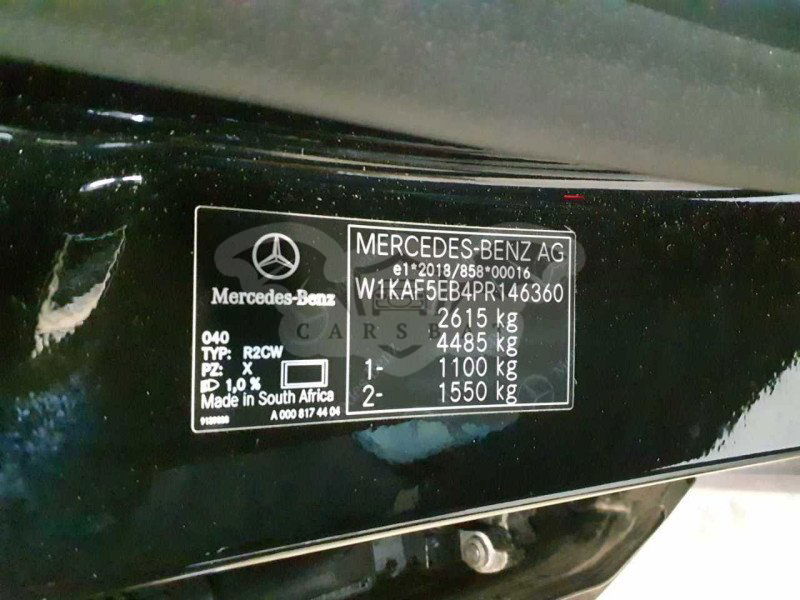 Mercedes-Benz
040
TYP: R2CW
PZ: X
1,0 %
Made in South Africa
A 000 817 44 04
MERCEDES-BENZ AG
e1*2018/858*00016
W1KAF5EB4PR146360
2615 kg
4485 kg
1- 1100 kg
2- 1550 kg